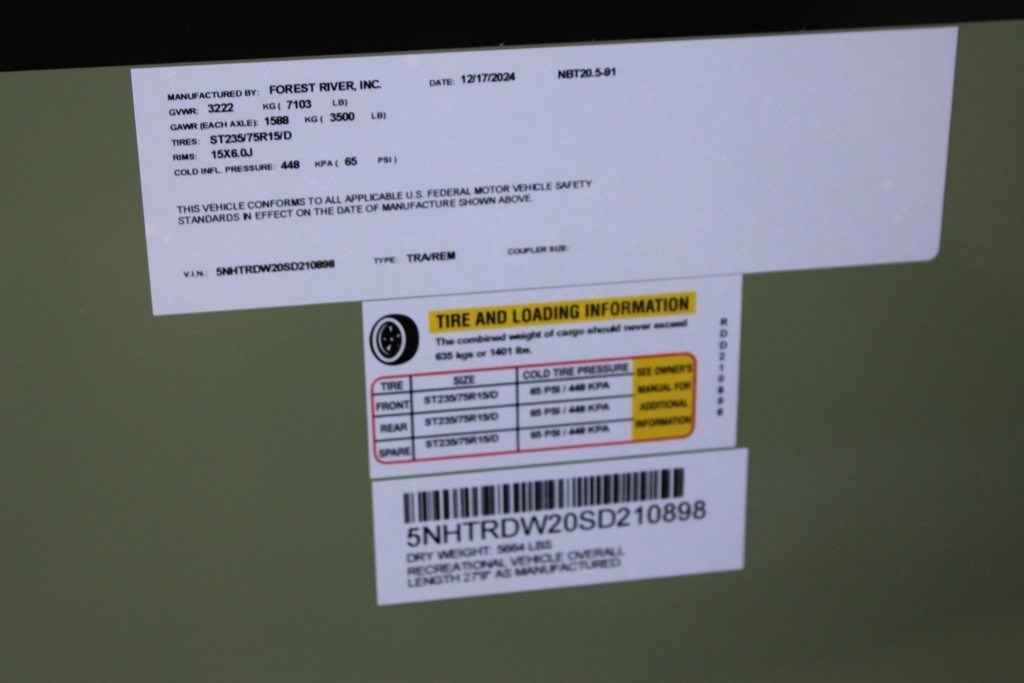 MANUFACTURED BY: FOREST RIVER, INC. DATE: 12/17/2024 NBT20.5-91
GVWR: 3222 KG ( 7103 LB)
GAWR (EACH AXLE): 1588 KG ( 3500 LB)
TIRES: ST235/75R15/D
RIMS: 15X6.0J
COLD INFL. PRESSURE: 448 KPA ( 65 PSI )
THIS VEHICLE CONFORMS TO ALL APPLICABLE U.S. FEDERAL MOTOR VEHICLE SAFETY
STANDARDS IN EFFECT ON THE DATE OF MANUFACTURE SHOWN ABOVE.
V.I.N.: 5NHTRDW20SD210898 TYPE: TRA/REM COUPLER SIZE:
TIRE AND LOADING INFORMATION
The combined weight of cargo should never exceed
635 kgs or 1401 lbs.
TIRE SIZE COLD TIRE PRESSURE
FRONT ST235/75R15/D 65 PSI / 448 KPA
REAR ST235/75R15/D 65 PSI / 448 KPA
SPARE ST235/75R15/D 65 PSI / 448 KPA
SEE OWNER'S
MANUAL FOR
ADDITIONAL
INFORMATION
RDD210898
5NHTRDW20SD210898
DRY WEIGHT: 5664 LBS
RECREATIONAL VEHICLE OVERALL
LENGTH 27'9" AS MANUFACTURED.